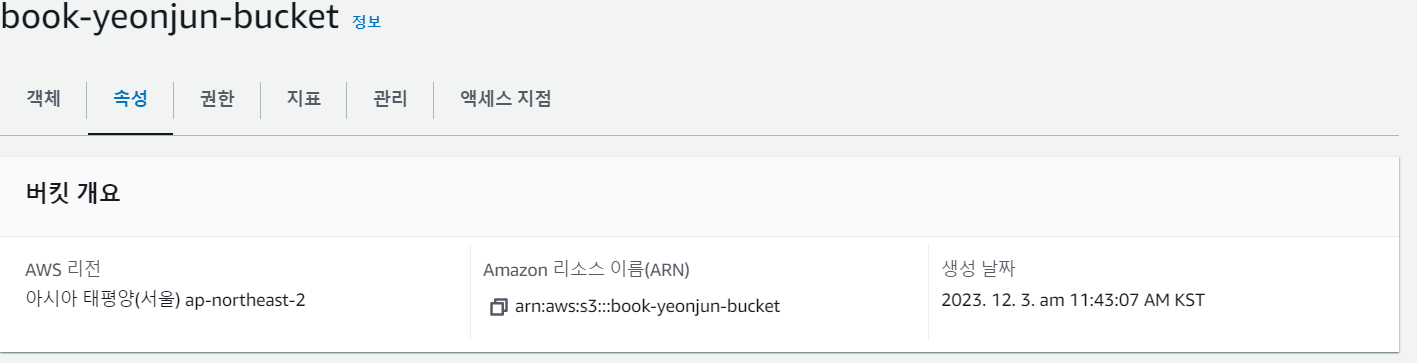 book-yeonjun-bucket 정보
객체 속성 권한 지표 관리 액세스 지점
버킷 개요
AWS 리전
아시아 태평양(서울) ap-northeast-2
Amazon 리소스 이름(ARN)
arn:aws:s3:::book-yeonjun-bucket
생성 날짜
2023. 12. 3. am 11:43:07 AM KST